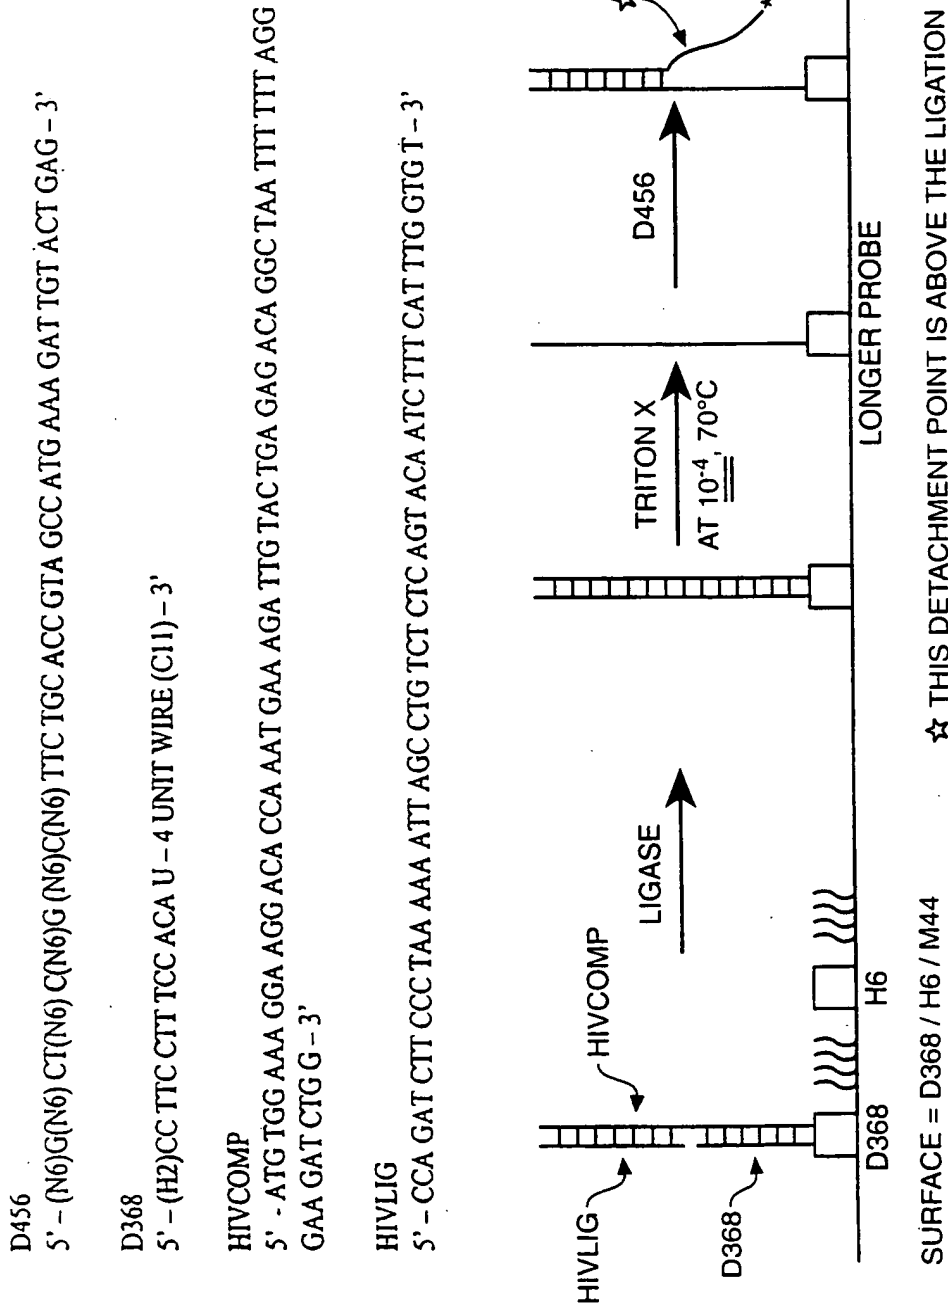 D456
5' – (N6)G(N6) CT(N6) C(N6)G (N6)C(N6) TTC TGC ACC GTA GCC ATG AAA GAT TGT ACT GAG – 3'
D368
5' – (H2)CC TTC CTT TCC ACA U – 4 UNIT WIRE (C11) – 3'
HIVCOMP
5' - ATG TGG AAA GGA AGG ACA CCA AAT GAA AGA TTG TAC TGA GAG ACA GGC TAA TTT TTT AGG
GAA GAT CTG G – 3'
HIVLIG
5' – CCA GAT CTT CCC TAA AAA ATT AGC CTG TCT CTC AGT ACA ATC TTT CAT TTG GTG T – 3'
HIVLIG
HIVCOMP
D368
LIGASE
TRITON X
AT 10-4, 70°C
D456
D368
H6
LONGER PROBE
SURFACE = D368 / H6 / M44
☆ THIS DETACHMENT POINT IS ABOVE THE LIGATION